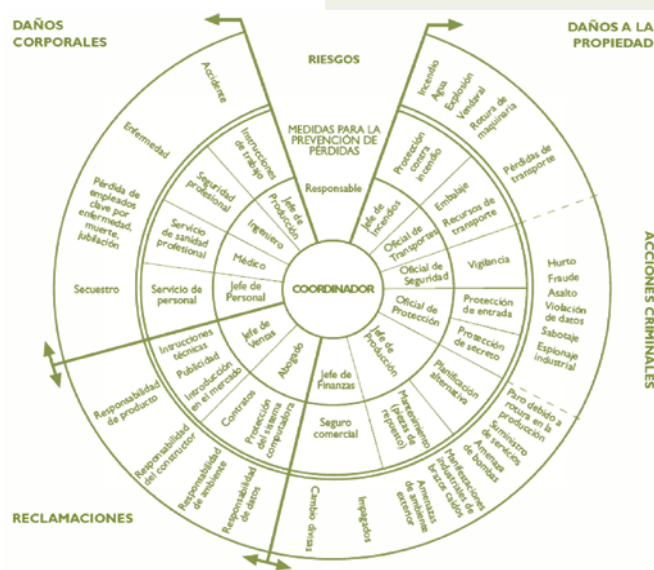 DAÑOS
CORPORALES
RIESGOS
DAÑOS A LA
PROPIEDAD
MEDIDAS PARA LA
PREVENCIÓN DE
PÉRDIDAS
Responsable
COORDINADOR
Incendio
Agua
Explosión
Vendaval
Rotura de
maquinaria
Pérdidas de
transporte
Protección contra
incendio
Embalaje
Recursos de
transporte
Jefe de
Incendios
Oficial de
Transportes
Oficial de
Seguridad
Vigilancia
ACCIONES CRIMINALES
Hurto
Fraude
Asalto
Violación
de datos
Sabotaje
Espionaje
industrial
Oficial de
Protección
Protección
de entrada
Protección
de secreto
Jefe de
Producción
Planificación
alternativa
Mantenimiento
(piezas de
repuesto)
Paro debido a
rotura en la
producción
Suministro
de servicios
Amenaza
de bombas
Manifestaciones
industriales de
brazos caídos
Amenazas
de ambiente
exterior
Impagados
Cambio divisas
Jefe de
Finanzas
Seguro
comercial
RECLAMACIONES
Responsabilidad
de datos
Responsabilidad
de ambiente
Responsabilidad
del constructor
Responsabilidad
de producto
Abogado
Contratos
Protección
del sistema
computadora
Jefe de
Ventas
Intrucciones
técnicas
Publicidad
Introducción
en el mercado
Jefe de
Personal
Servicio de
personal
Secuestro
Médico
Servicio
de sanidad
profesional
Pérdida de
empleados
clave por
enfermedad,
muerte,
jubilación
Ingeniero
Seguridad
profesional
Enfermedad
Jefe de
Producción
Instrucciones
de trabajo
Accidente